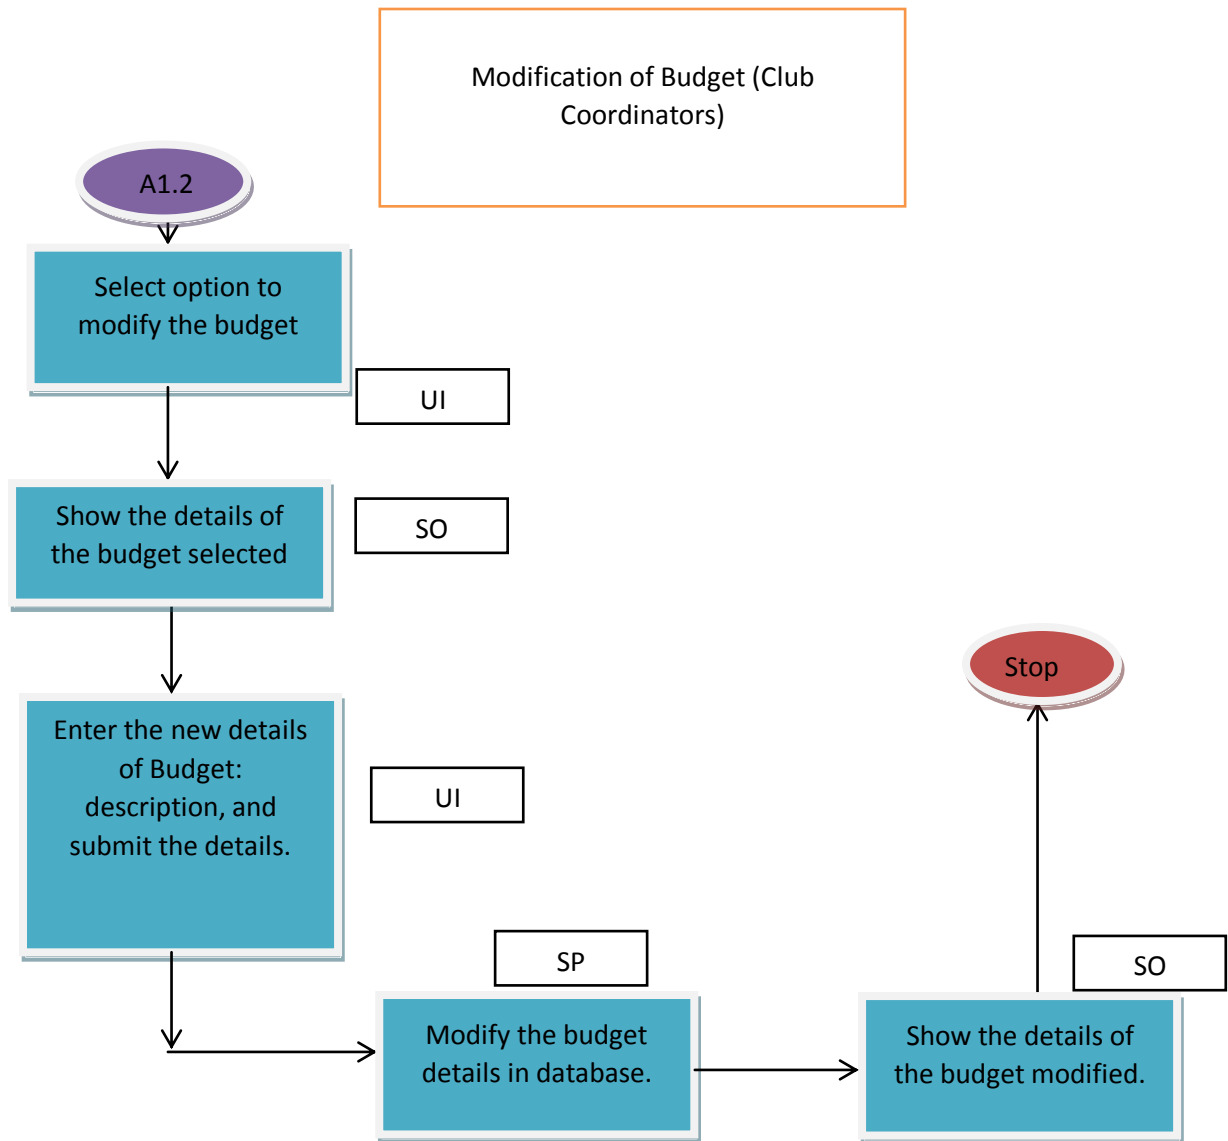 Modification of Budget (Club
Coordinators)
A1.2
Select option to
modify the budget
UI
Show the details of
the budget selected
SO
Enter the new details
of Budget:
description, and
submit the details.
UI
SP
Modify the budget
details in database.
SO
Show the details of
the budget modified.
Stop